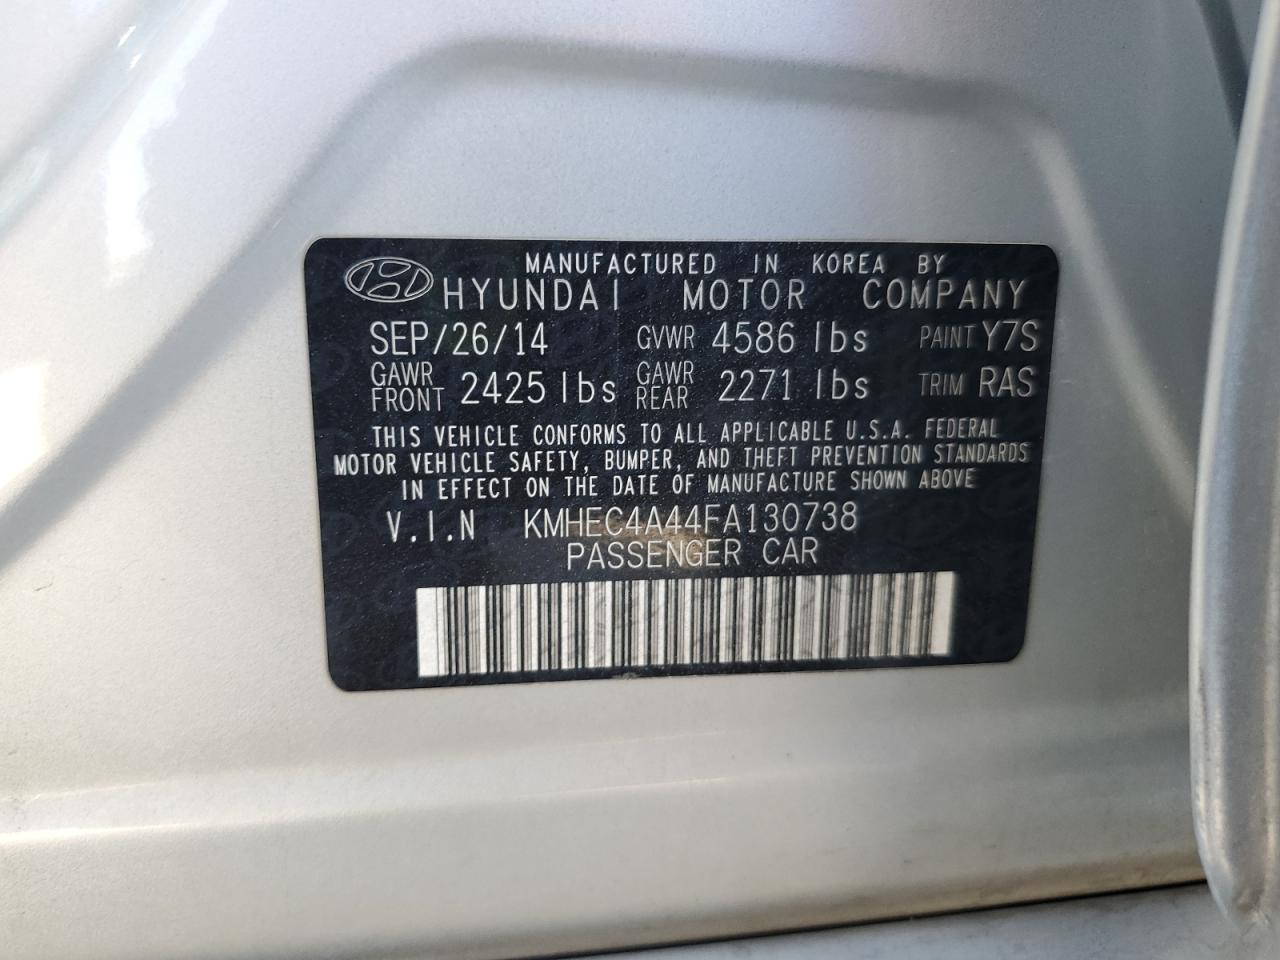 MANUFACTURED IN KOREA BY
HYUNDAI MOTOR COMPANY
SEP/26/14 GVWR 4586 lbs PAINT Y7S
GAWR FRONT 2425 lbs GAWR REAR 2271 lbs TRIM RAS
THIS VEHICLE CONFORMS TO ALL APPLICABLE U.S.A. FEDERAL
MOTOR VEHICLE SAFETY, BUMPER, AND THEFT PREVENTION STANDARDS
IN EFFECT ON THE DATE OF MANUFACTURE SHOWN ABOVE
V.I.N KMHEC4A44FA130738
PASSENGER CAR